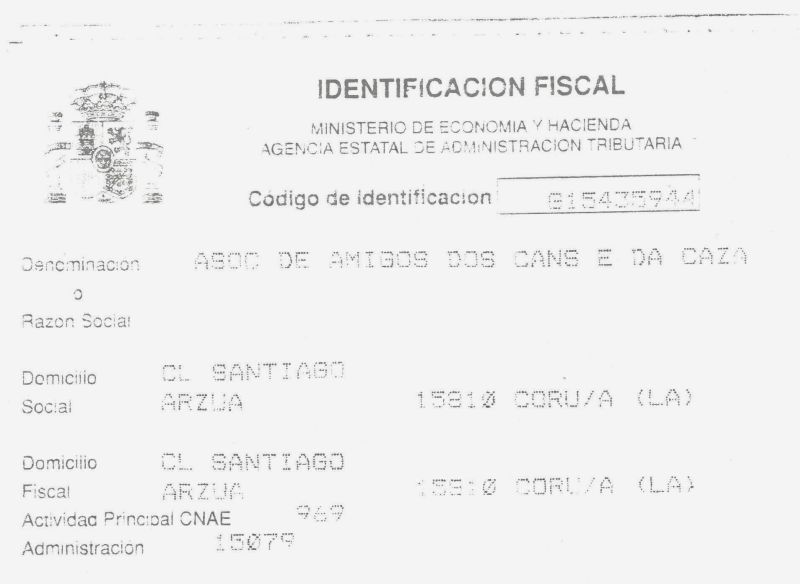 IDENTIFICACION FISCAL
MINISTERIO DE ECONOMIA Y HACIENDA
AGENCIA ESTATAL DE ADMINISTRACION TRIBUTARIA
Código de identificacion G15435944
Denominacion ASOC DE AMIGOS DOS CANS E DA CAZA
o
Razon Social
Domicilio CL SANTIAGO
Social ARZUA 15810 CORU/A (LA)
Domicilio CL SANTIAGO
Fiscal ARZUA 15810 CORU/A (LA)
Actividad Principal CNAE 969
Administración 15079